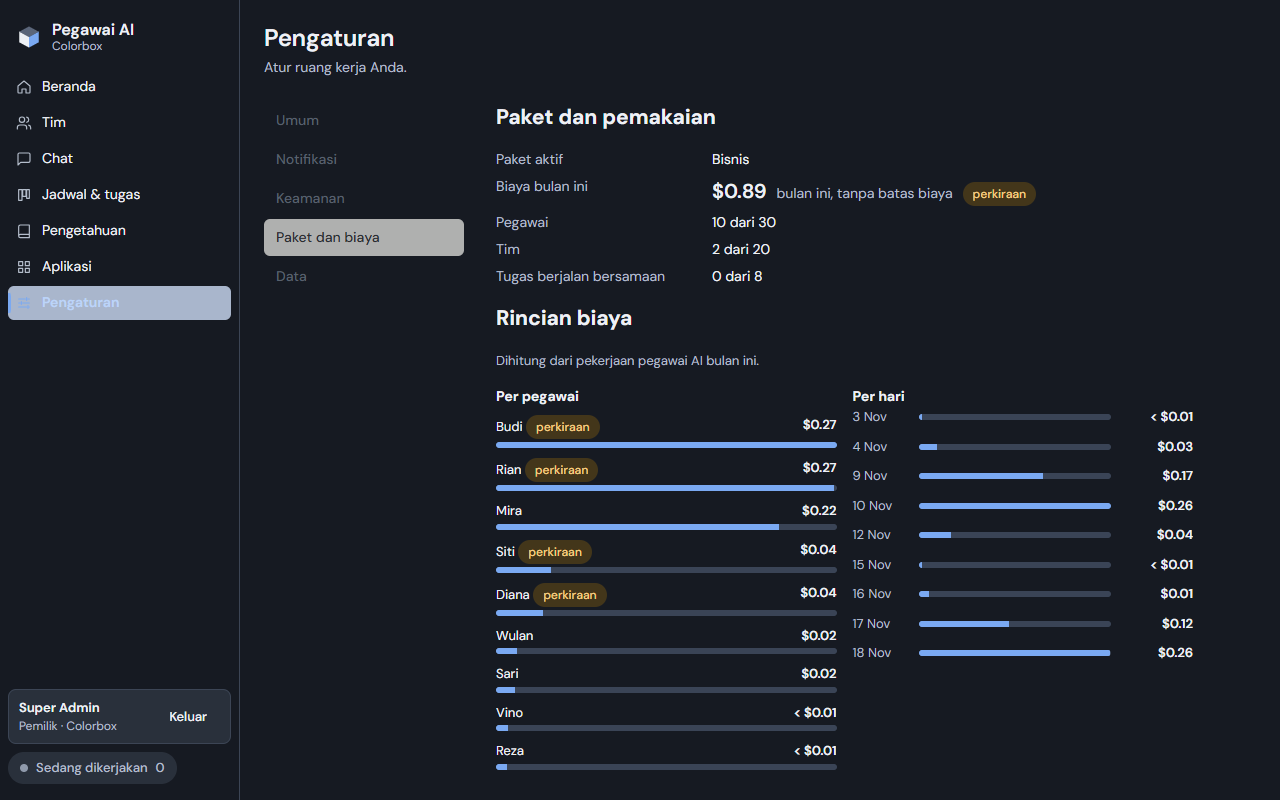 Pegawai AI
Colorbox
Beranda
Tim
Chat
Jadwal & tugas
Pengetahuan
Aplikasi
Pengaturan
Super Admin
Pemilik · Colorbox
Keluar
Sedang dikerjakan 0
Pengaturan
Atur ruang kerja Anda.
Umum
Notifikasi
Keamanan
Paket dan biaya
Data
Paket dan pemakaian
Paket aktif Bisnis
Biaya bulan ini $0.89 bulan ini, tanpa batas biaya perkiraan
Pegawai 10 dari 30
Tim 2 dari 20
Tugas berjalan bersamaan 0 dari 8
Rincian biaya
Dihitung dari pekerjaan pegawai AI bulan ini.
Per pegawai
Budi perkiraan $0.27
Rian perkiraan $0.27
Mira $0.22
Siti perkiraan $0.04
Diana perkiraan $0.04
Wulan $0.02
Sari $0.02
Vino < $0.01
Reza < $0.01
Per hari
3 Nov < $0.01
4 Nov $0.03
9 Nov $0.17
10 Nov $0.26
12 Nov $0.04
15 Nov < $0.01
16 Nov $0.01
17 Nov $0.12
18 Nov $0.26